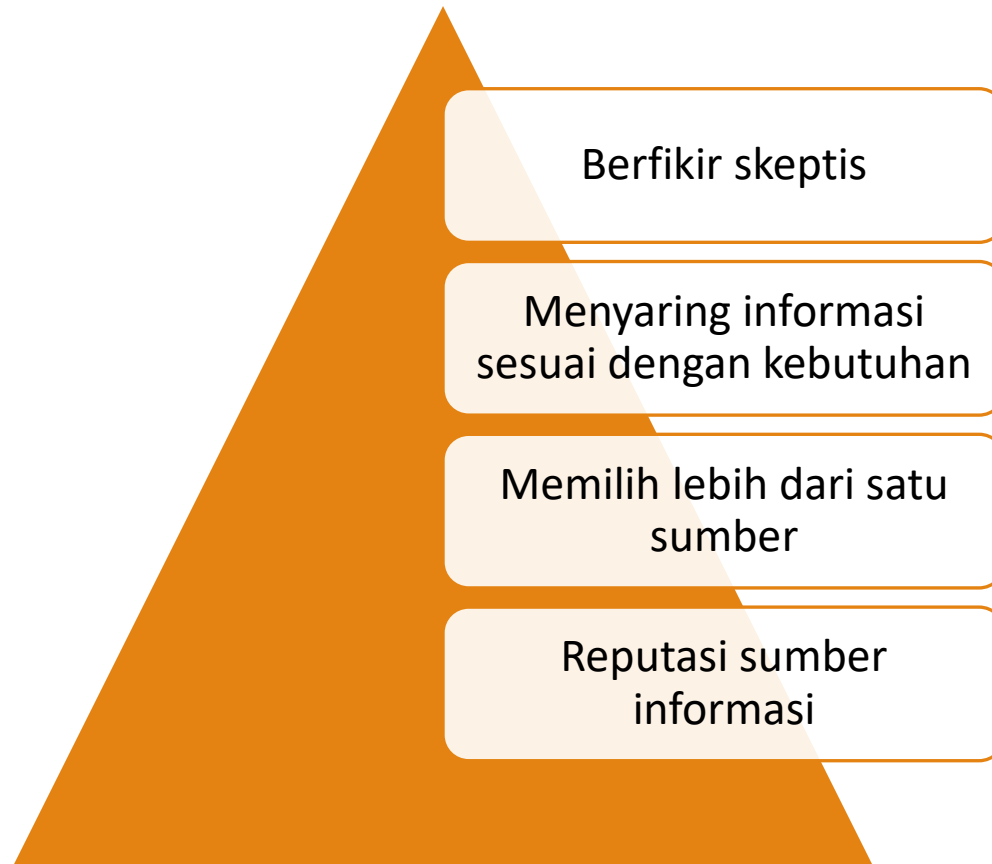 Berfikir skeptis
Menyaring informasi
sesuai dengan kebutuhan
Memilih lebih dari satu
sumber
Reputasi sumber
informasi